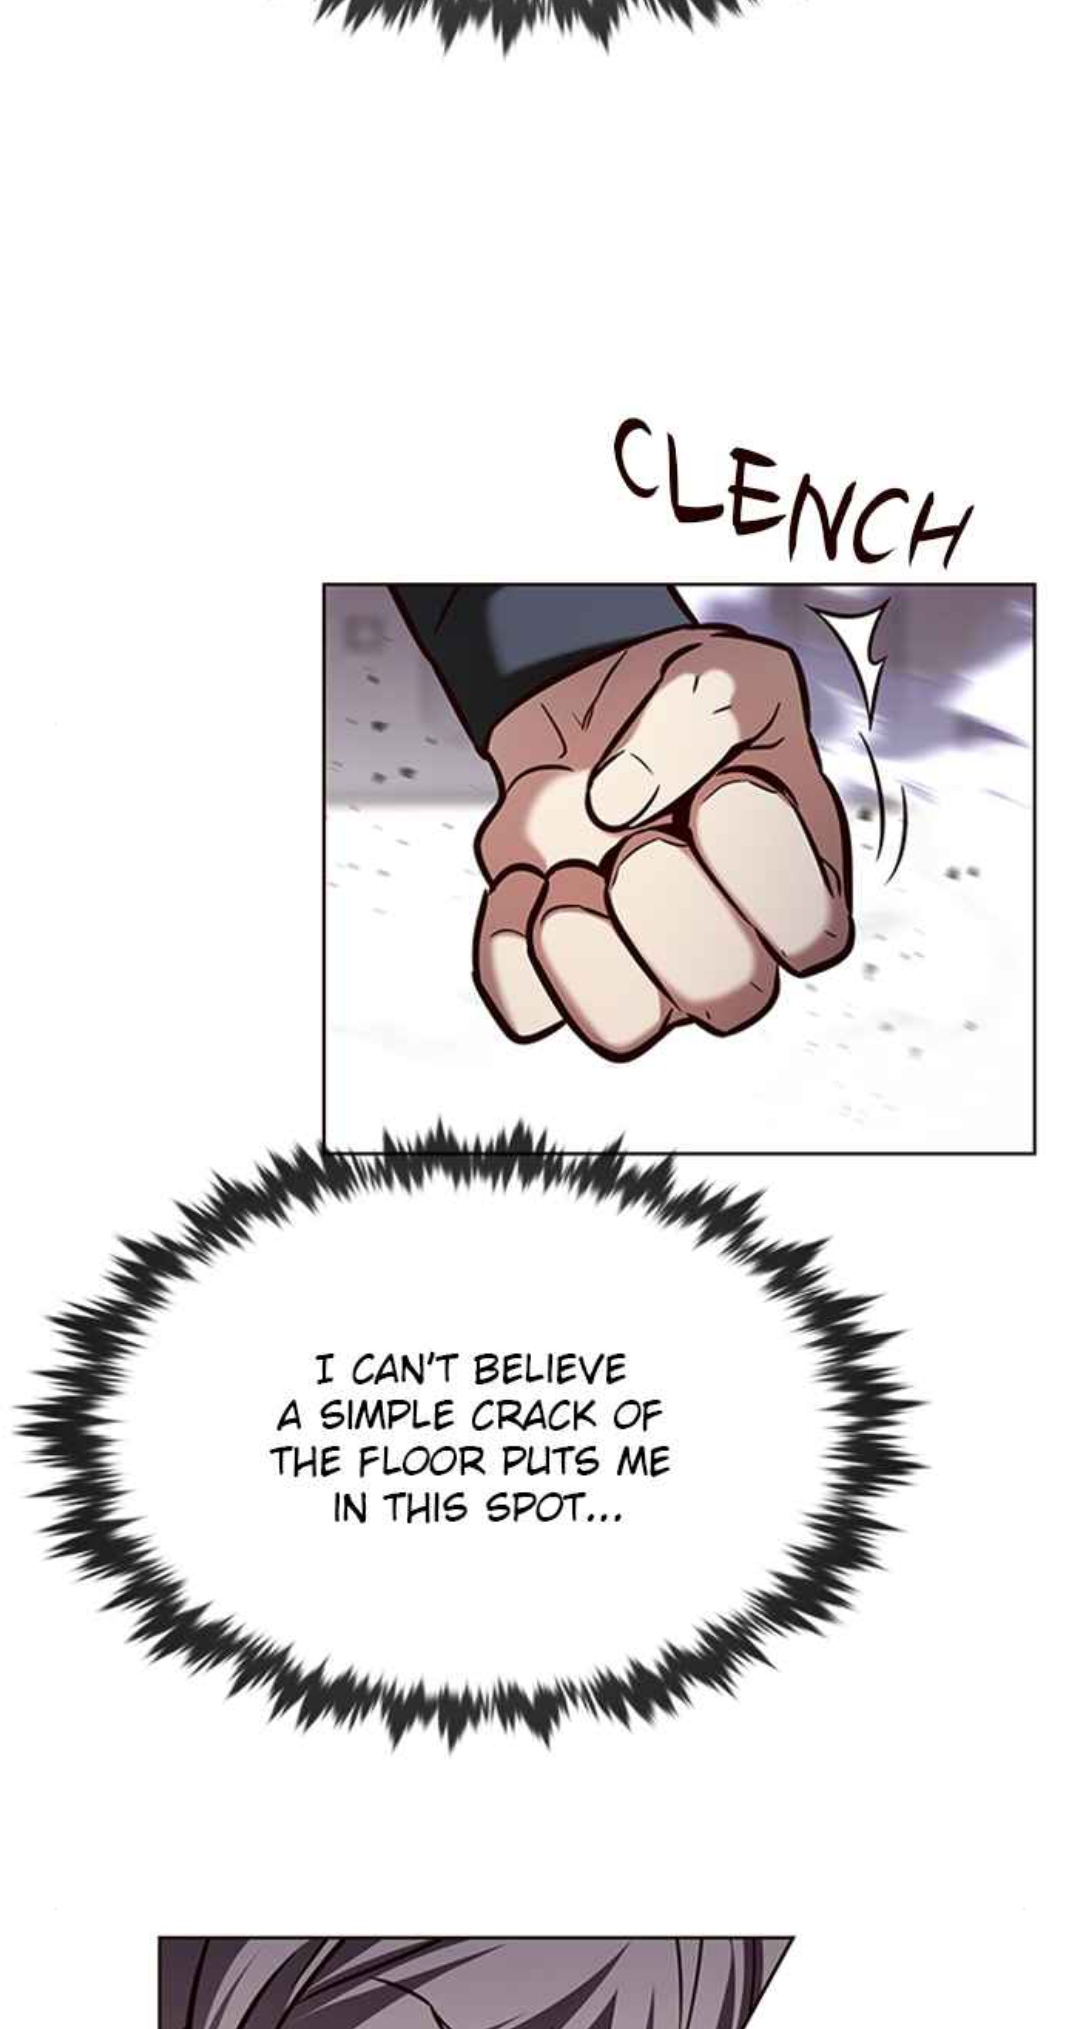 CLENCH
I CAN'T BELIEVE
A SIMPLE CRACK OF
THE FLOOR PUTS ME
IN THIS SPOT...